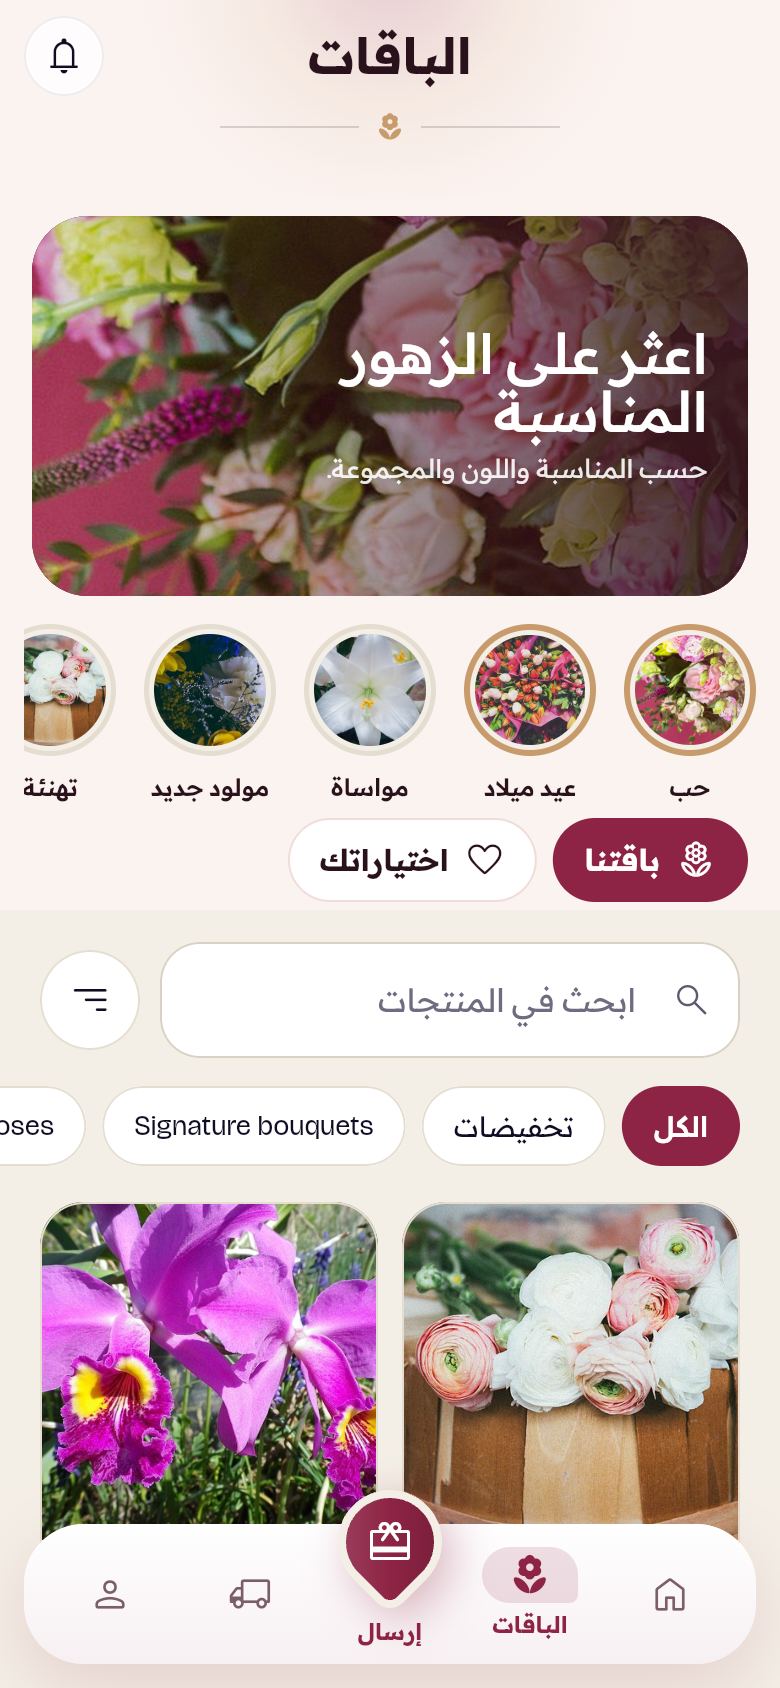 الباقات
اعثر على الزهور
المناسبة
حسب المناسبة واللون والمجموعة.
حب
عيد ميلاد
مواساة
مولود جديد
تهنئة
باقتنا
اختياراتك
ابحث في المنتجات
الكل
تخفيضات
Signature bouquets
oses
الباقات
إرسال